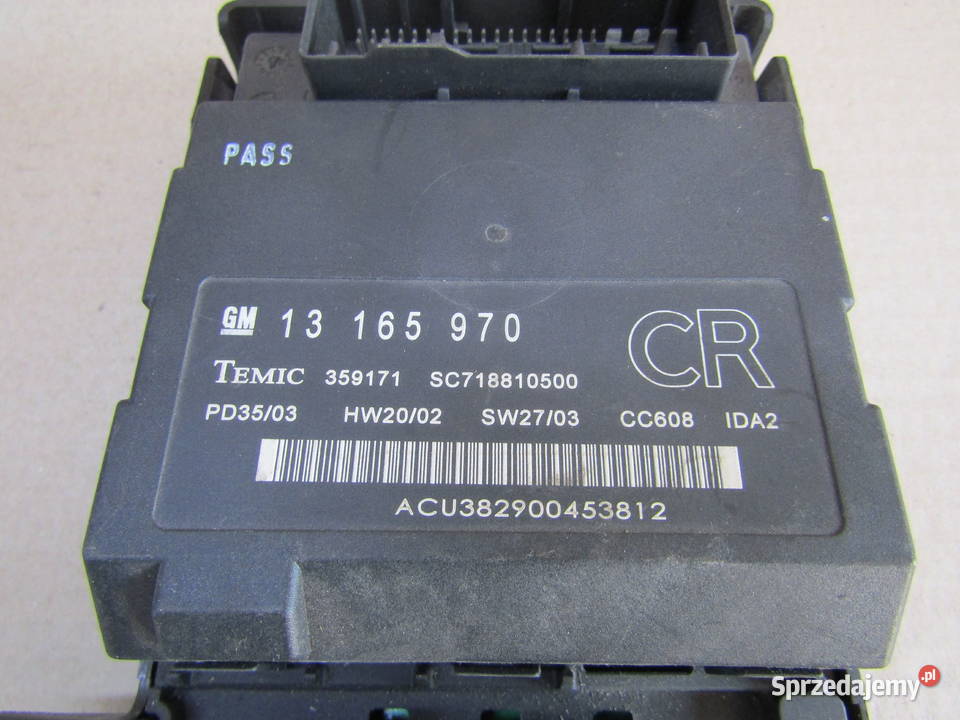 PASS
GM 13 165 970
CR
TEMIC 359171 SC718810500
PD35/03 HW20/02 SW27/03 CC608 IDA2
ACU382900453812
Sprzedajemy.pl